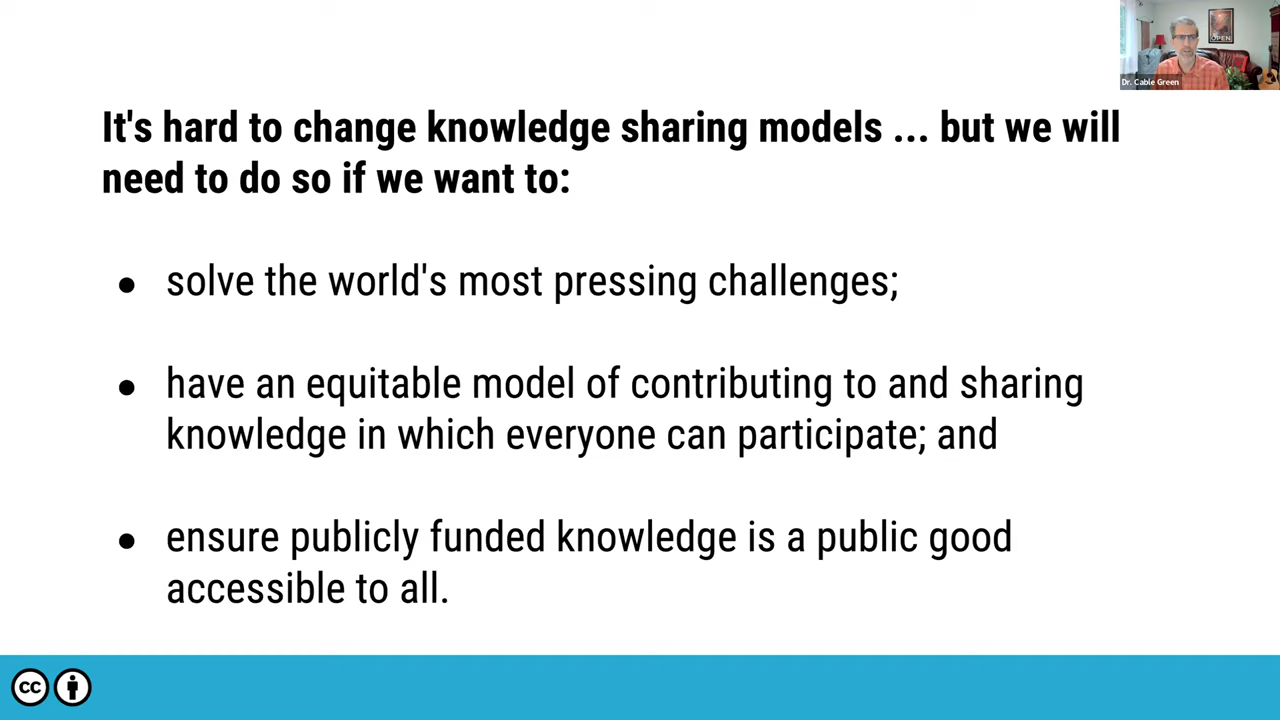 OPEN
Dr. Cable Green
It's hard to change knowledge sharing models ... but we will
need to do so if we want to:
● solve the world's most pressing challenges;
● have an equitable model of contributing to and sharing
knowledge in which everyone can participate; and
● ensure publicly funded knowledge is a public good
accessible to all.
cc